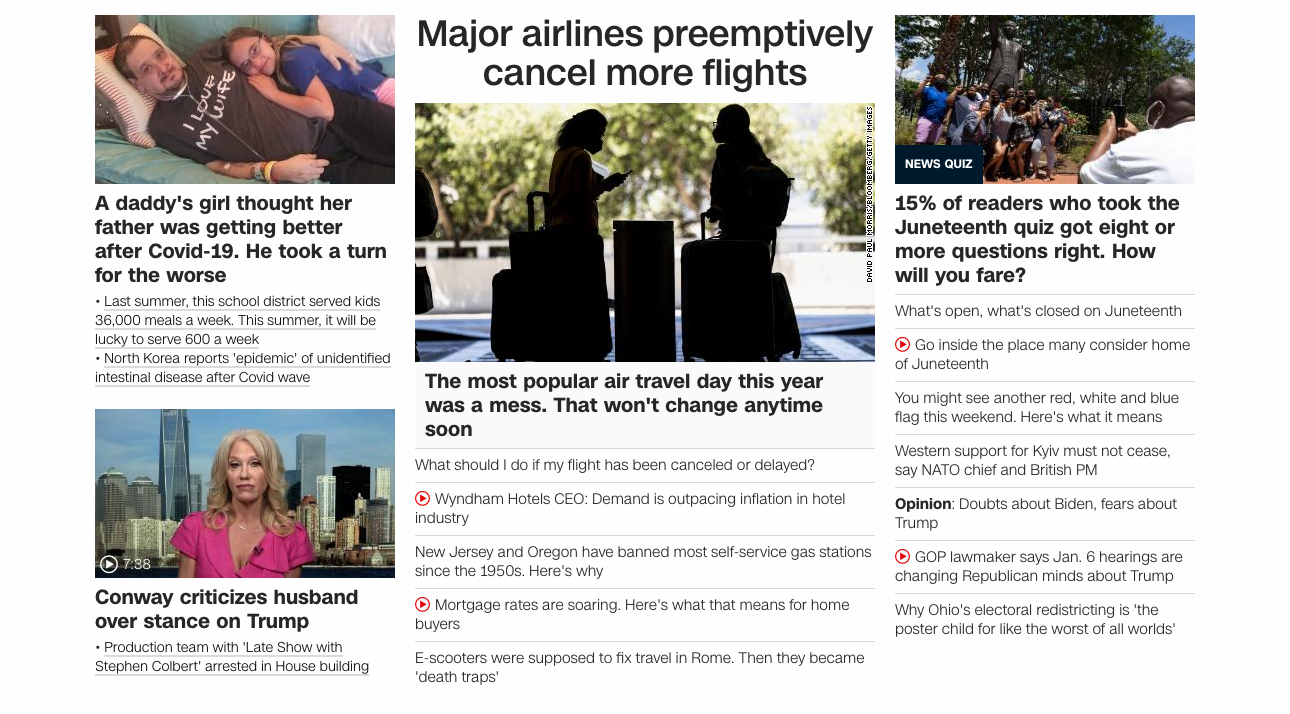 I LOVE
MY WIFE
A daddy's girl thought her
father was getting better
after Covid-19. He took a turn
for the worse
• Last summer, this school district served kids
36,000 meals a week. This summer, it will be
lucky to serve 600 a week
• North Korea reports 'epidemic' of unidentified
intestinal disease after Covid wave
7:38
Conway criticizes husband
over stance on Trump
• Production team with 'Late Show with
Stephen Colbert' arrested in House building
Major airlines preemptively
cancel more flights
DAVID PAUL MORRIS/BLOOMBERG/GETTY IMAGES
The most popular air travel day this year
was a mess. That won't change anytime
soon
What should I do if my flight has been canceled or delayed?
Wyndham Hotels CEO: Demand is outpacing inflation in hotel
industry
New Jersey and Oregon have banned most self-service gas stations
since the 1950s. Here's why
Mortgage rates are soaring. Here's what that means for home
buyers
E-scooters were supposed to fix travel in Rome. Then they became
'death traps'
NEWS QUIZ
15% of readers who took the
Juneteenth quiz got eight or
more questions right. How
will you fare?
What's open, what's closed on Juneteenth
Go inside the place many consider home
of Juneteenth
You might see another red, white and blue
flag this weekend. Here's what it means
Western support for Kyiv must not cease,
say NATO chief and British PM
Opinion: Doubts about Biden, fears about
Trump
GOP lawmaker says Jan. 6 hearings are
changing Republican minds about Trump
Why Ohio's electoral redistricting is 'the
poster child for like the worst of all worlds'